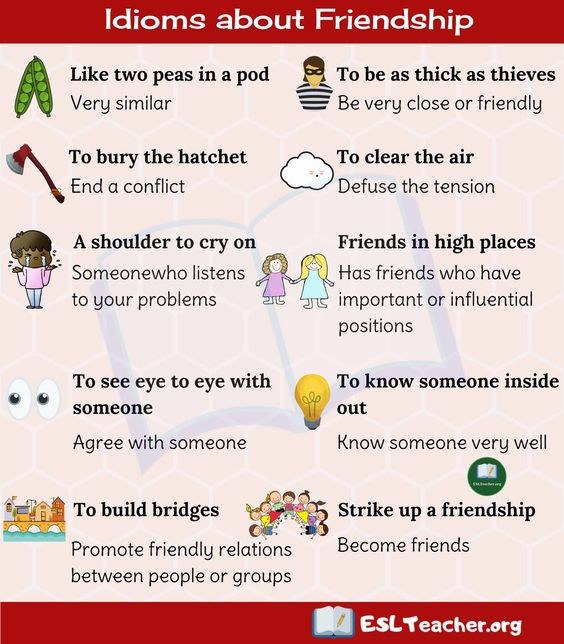 Idioms about Friendship
Like two peas in a pod
Very similar
To be as thick as thieves
Be very close or friendly
To bury the hatchet
End a conflict
To clear the air
Defuse the tension
A shoulder to cry on
Someonewho listens
to your problems
Friends in high places
Has friends who have
important or influential
positions
To see eye to eye with
someone
Agree with someone
To know someone inside
out
Know someone very well
ESLTeacher.org
To build bridges
Promote friendly relations
between people or groups
Strike up a friendship
Become friends
ESLTeacher.org